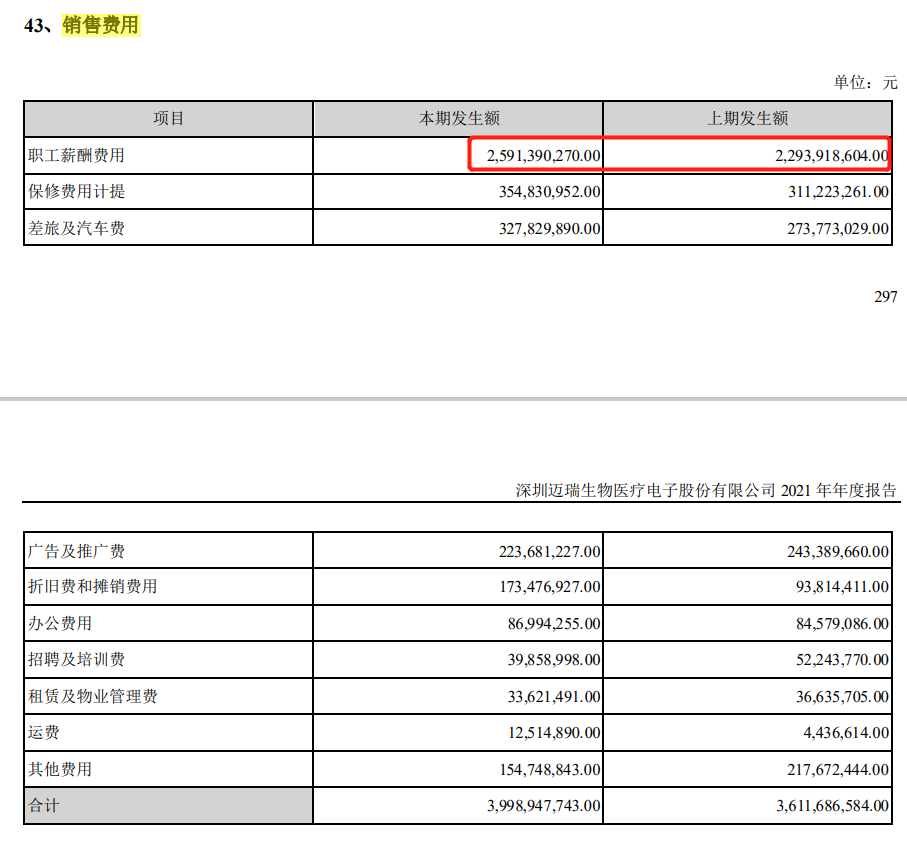 43、销售费用
单位：元
项目 本期发生额 上期发生额
职工薪酬费用 2,591,390,270.00 2,293,918,604.00
保修费用计提 354,830,952.00 311,223,261.00
差旅及汽车费 327,829,890.00 273,773,029.00
297
深圳迈瑞生物医疗电子股份有限公司 2021 年年度报告
广告及推广费 223,681,227.00 243,389,660.00
折旧费和摊销费用 173,476,927.00 93,814,411.00
办公费用 86,994,255.00 84,579,086.00
招聘及培训费 39,858,998.00 52,243,770.00
租赁及物业管理费 33,621,491.00 36,635,705.00
运费 12,514,890.00 4,436,614.00
其他费用 154,748,843.00 217,672,444.00
合计 3,998,947,743.00 3,611,686,584.00